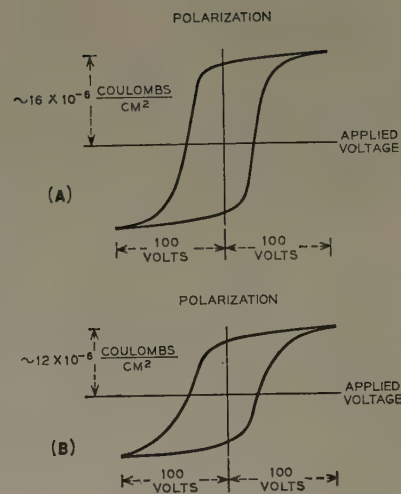 POLARIZATION
~16 X 10-6 COULOMBS
CM2
APPLIED
VOLTAGE
(A)
100
VOLTS
100
VOLTS
POLARIZATION
~12 X 10-6 COULOMBS
CM2
APPLIED
VOLTAGE
(B)
100
VOLTS
100
VOLTS